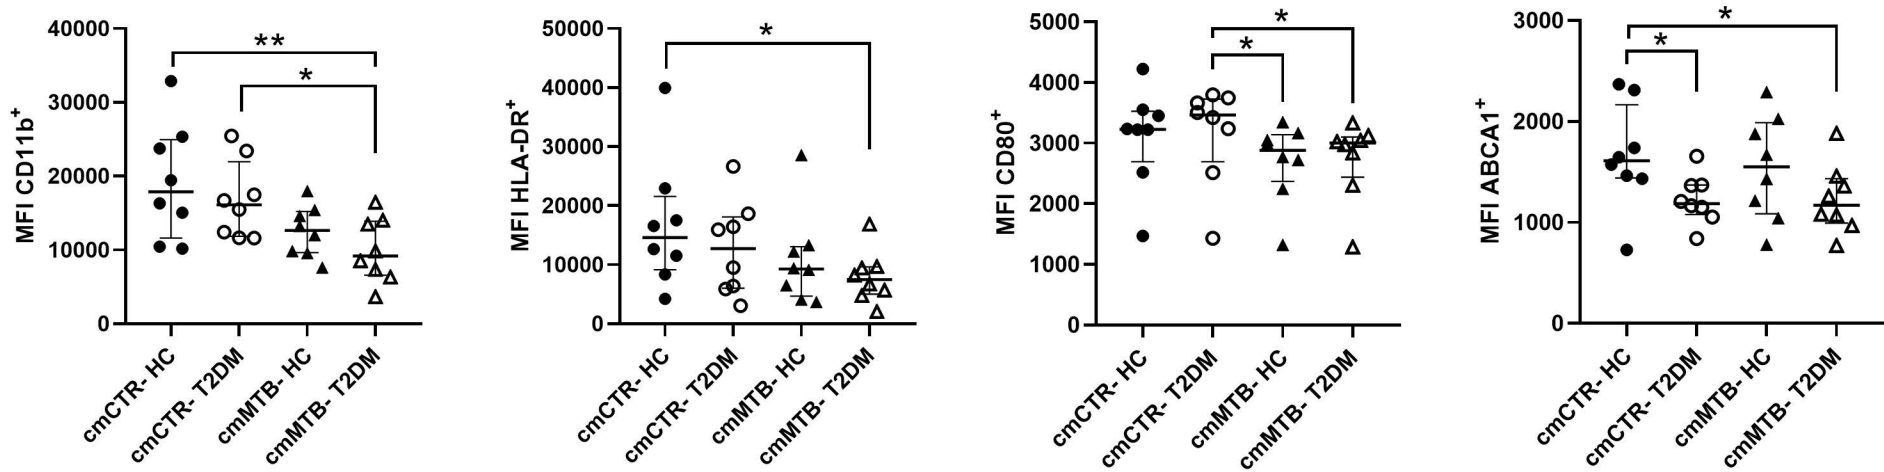 MFI CD11b⁺
40000
30000
20000
10000
0
**
*
cmCTR- HC
cmCTR- T2DM
cmMTB- HC
cmMTB- T2DM
MFI HLA-DR⁺
50000
40000
30000
20000
10000
0
*
cmCTR- HC
cmCTR- T2DM
cmMTB- HC
cmMTB- T2DM
MFI CD80⁺
5000
4000
3000
2000
1000
0
*
*
cmCTR- HC
cmCTR- T2DM
cmMTB- HC
cmMTB- T2DM
MFI ABCA1⁺
3000
2000
1000
0
*
*
cmCTR- HC
cmCTR- T2DM
cmMTB- HC
cmMTB- T2DM